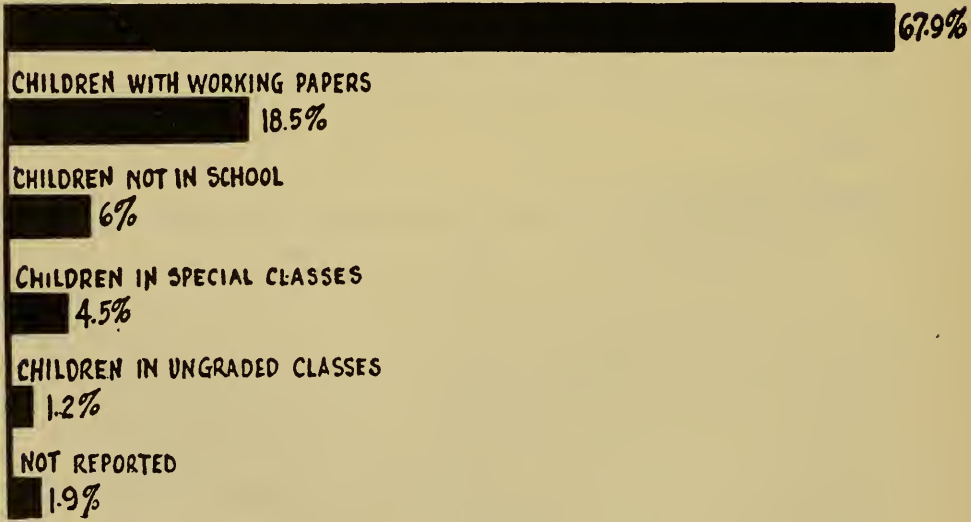 67.9%
CHILDREN WITH WORKING PAPERS
18.5%
CHILDREN NOT IN SCHOOL
6%
CHILDREN IN SPECIAL CLASSES
4.5%
CHILDREN IN UNGRADED CLASSES
1.2%
NOT REPORTED
1.9%